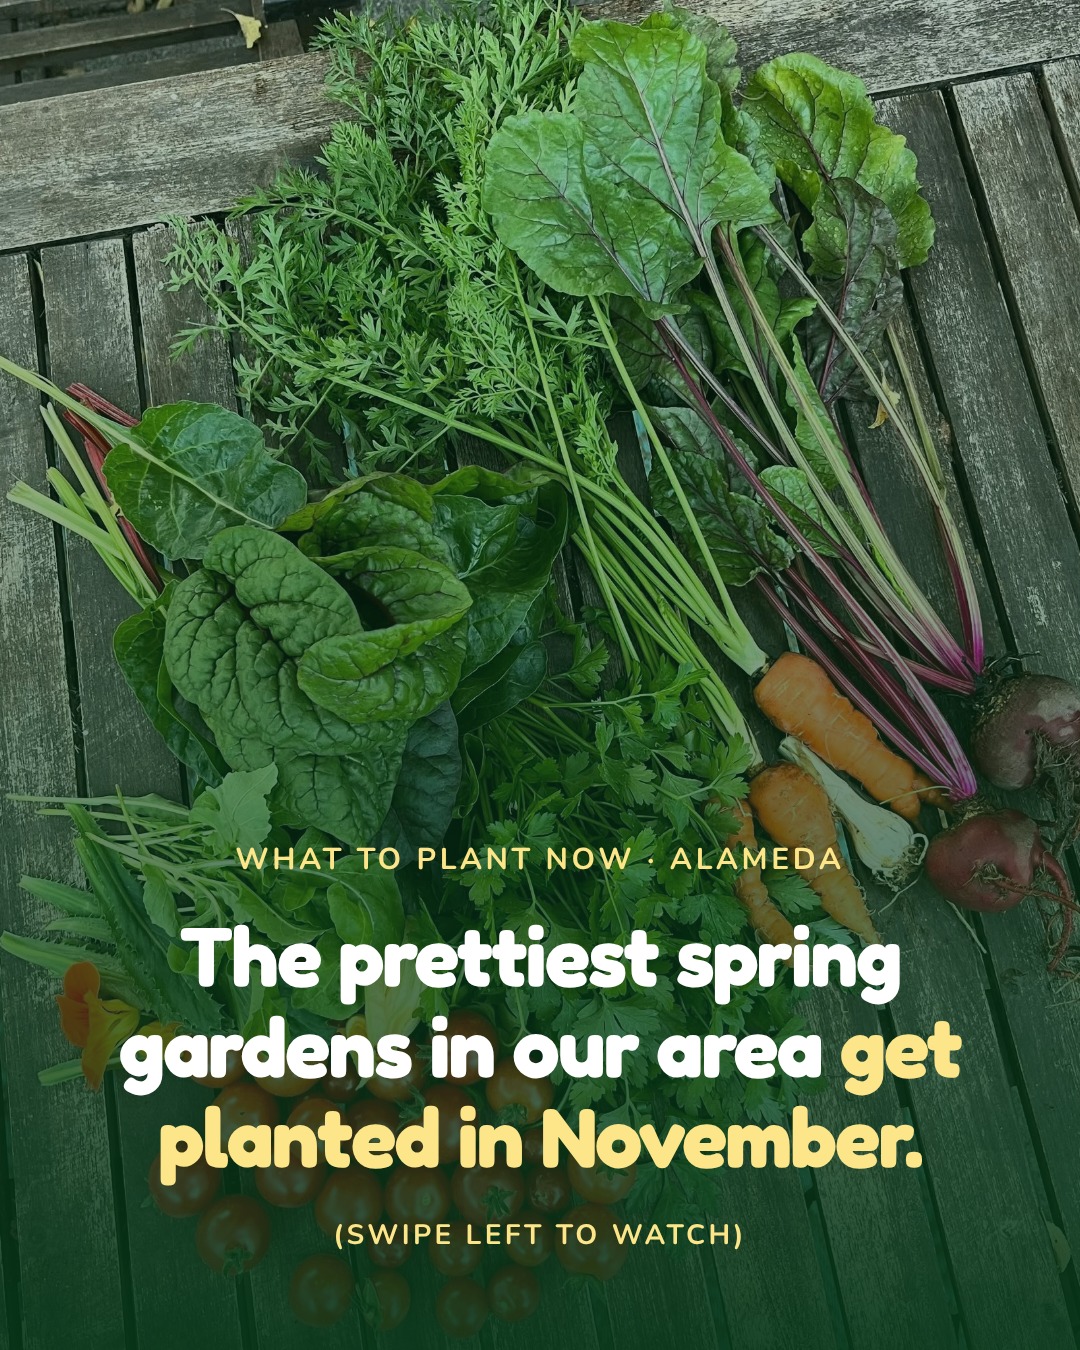 WHAT TO PLANT NOW · ALAMEDA
The prettiest spring
gardens in our area get
planted in November.
(SWIPE LEFT TO WATCH)